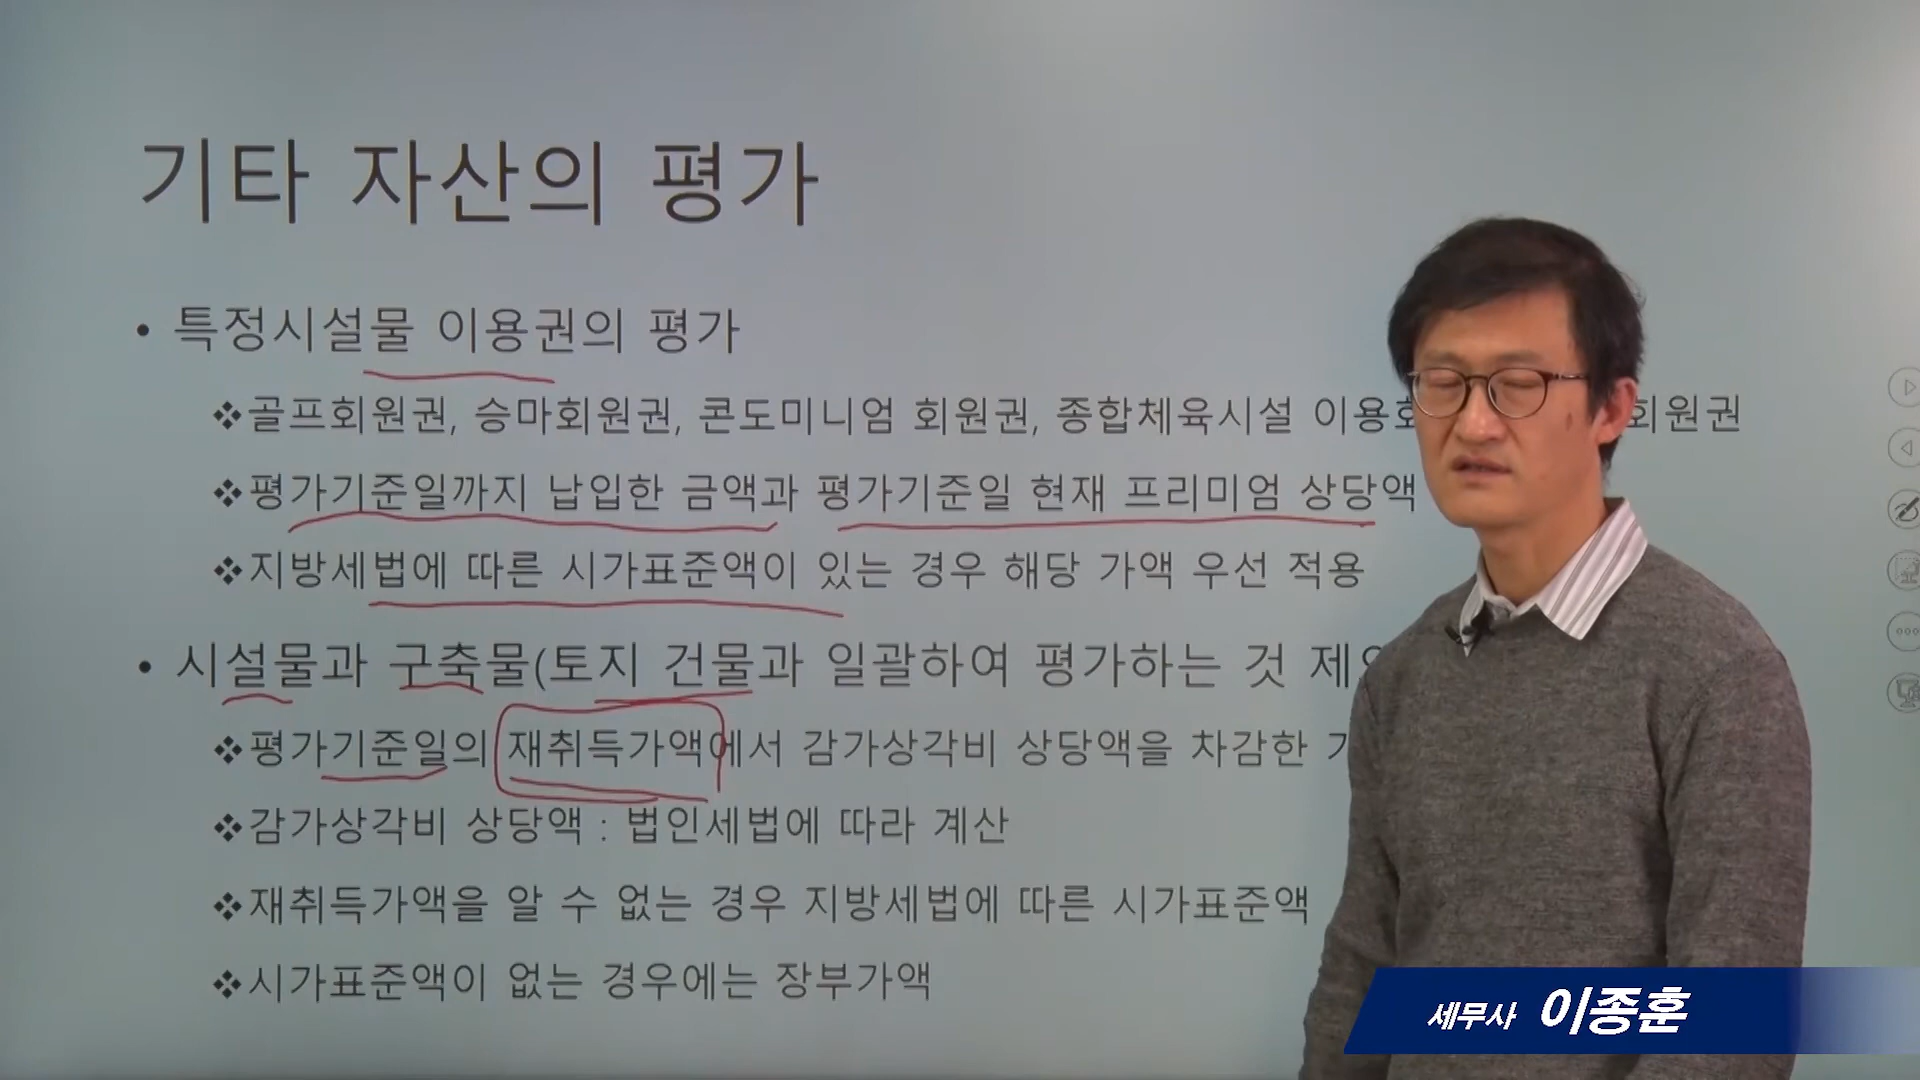 기타 자산의 평가
• 특정시설물 이용권의 평가
❖골프회원권, 승마회원권, 콘도미니엄 회원권, 종합체육시설 회원권
❖평가기준일까지 납입한 금액과 평가기준일 현재 프리미엄 상당액
❖지방세법에 따른 시가표준액이 있는 경우 해당 가액 우선 적용
• 시설물과 구축물(토지 건물과 일괄하여 평가하는 것
❖평가기준일의 재취득가액에서 감가상각비 상당액을 차감한
❖감가상각비 상당액 : 법인세법에 따라 계산
❖재취득가액을 알 수 없는 경우 지방세법에 따른 시가표준액
❖시가표준액이 없는 경우에는 장부가액
세무사 이종훈